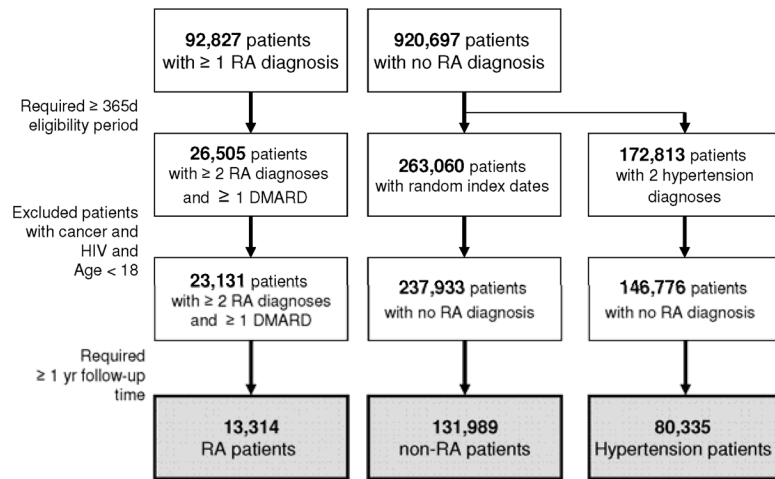 92,827 patients
with ≥ 1 RA diagnosis
920,697 patients
with no RA diagnosis
Required ≥ 365d
eligibility period
26,505 patients
with ≥ 2 RA diagnoses
and ≥ 1 DMARD
263,060 patients
with random index dates
172,813 patients
with 2 hypertension
diagnoses
Excluded patients
with cancer and
HIV and
Age < 18
23,131 patients
with ≥ 2 RA diagnoses
and ≥ 1 DMARD
237,933 patients
with no RA diagnosis
146,776 patients
with no RA diagnosis
Required
≥ 1 yr follow-up
time
13,314
RA patients
131,989
non-RA patients
80,335
Hypertension patients